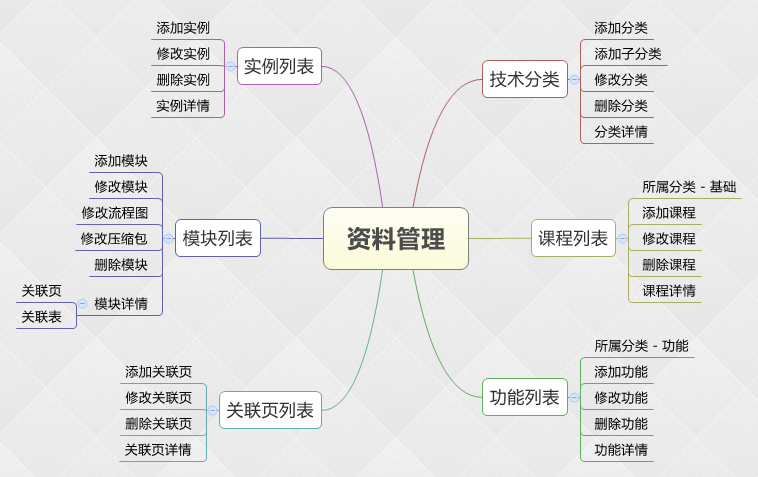 资料管理
技术分类
添加分类
添加子分类
修改分类
删除分类
分类详情
课程列表
所属分类 - 基础
添加课程
修改课程
删除课程
课程详情
功能列表
所属分类 - 功能
添加功能
修改功能
删除功能
功能详情
实例列表
添加实例
修改实例
删除实例
实例详情
模块列表
添加模块
修改模块
修改流程图
修改压缩包
删除模块
模块详情
关联页
关联表
关联页列表
添加关联页
修改关联页
删除关联页
关联页详情